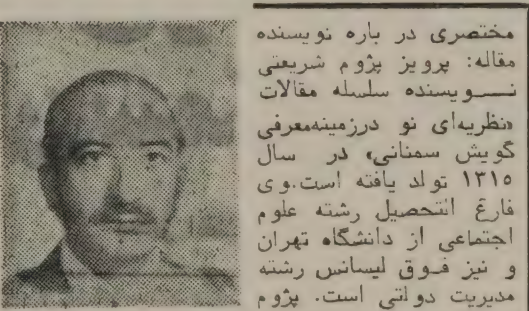 مختصری در باره نویسنده
مقاله: پرویز پژوم شریعتی
نــویسنده سلسله مقالات
«نظریه‌ای نو درزمینه‌معرفی
گویش سمنانی» در سال
۱۳۱۵ تولد یافته است.وی
فارغ التحصیل رشته علوم
اجتماعی از دانشگاه تهران
و نیز فـوق لیسانس رشته
مدیریت دولتی است. پژوم